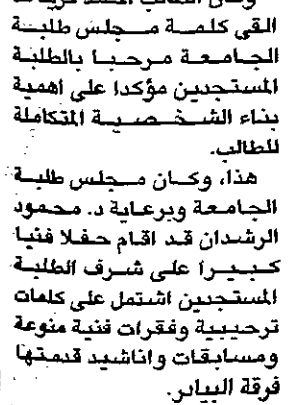 القى كلمة مجلس طلبة
الجامعة مرحبا بالطلبة
المستجدين مؤكدا على اهمية
بناء الشخصية المتكاملة
للطالب.
هذا، وكان مجلس طلبة
الجامعة وبرعاية د. محمود
الرشدان قد اقام حفلا فنيا
كبيرا على شرف الطلبة
المستجدين اشتمل على كلمات
ترحيبية وفقرات فنية منوعة
ومسابقات واناشيد قدمتها
فرقة البيادر.